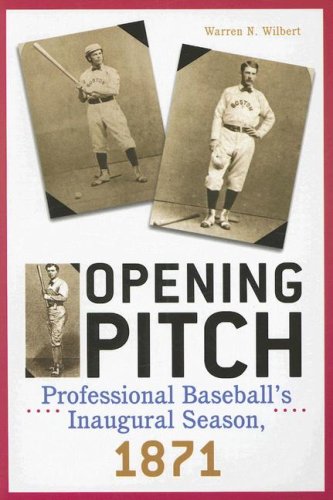 Warren N. Wilbert
BOSTON
BOSTON
OPENING
PITCH
Professional Baseball's
Inaugural Season,
1871